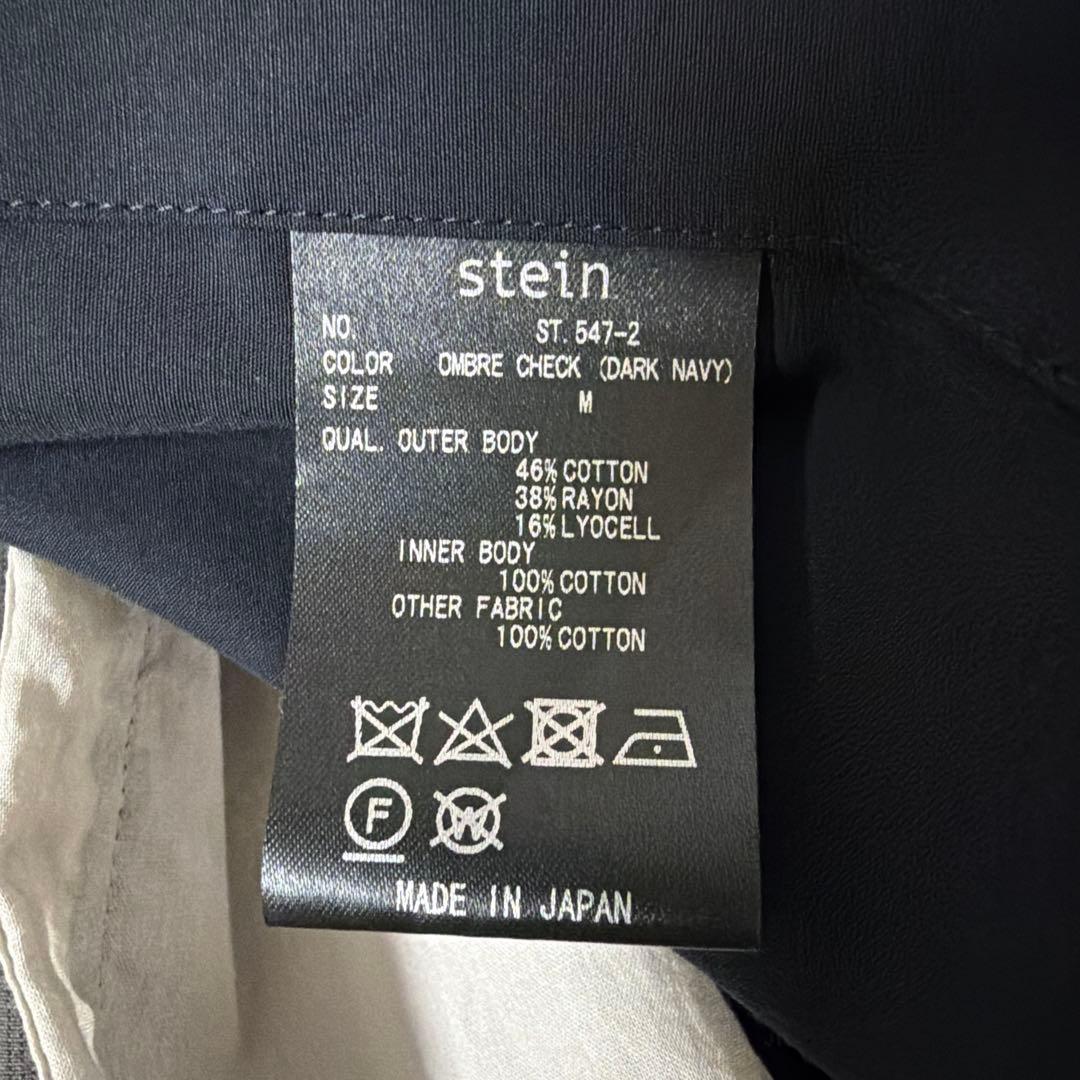 stein
NO. ST.547-2
COLOR OMBRE CHECK (DARK NAVY)
SIZE M
QUAL. OUTER BODY
46% COTTON
38% RAYON
16% LYOCELL
INNER BODY
100% COTTON
OTHER FABRIC
100% COTTON
F W
MADE IN JAPAN